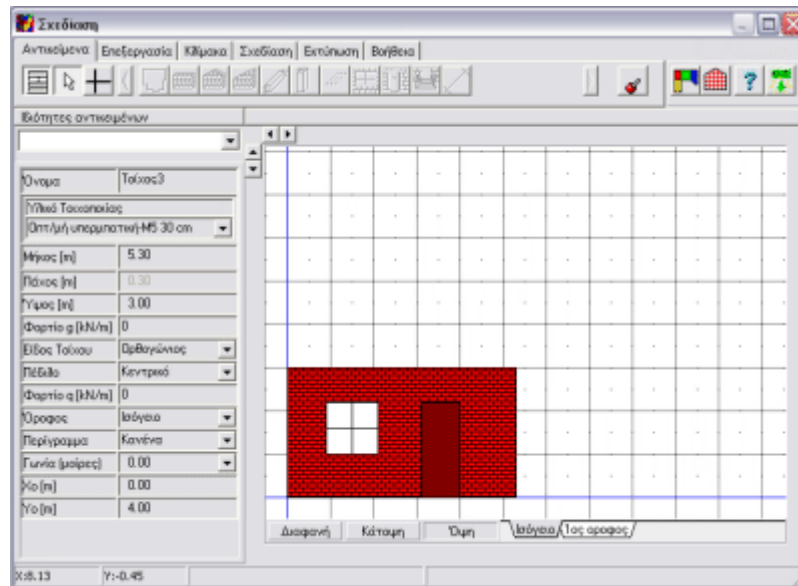 Σχεδίαση
Αντικείμενα Επεξεργασία Κλίμακα Σχεδίαση Εκτύπωση Βοήθεια
Ιδιότητες αντικειμένων
Όνομα Τοίχος3
Υλικό Τοιχοποιίας
Οπτ/μή υπερμπατική-M5 30 cm
Μήκος [m] 5.30
Πάχος [m] 0.30
Ύψος [m] 3.00
Φορτίο g [kN/m] 0
Είδος Τοίχου Ορθογώνιος
Πέδιλο Κεντρικό
Φορτίο q [kN/m] 0
Όροφος Ισόγειο
Περίγραμμα Κανένα
Γωνία (μοίρες) 0.00
Xo [m] 0.00
Yo [m] 4.00
Διαφανή Κάτοψη Όψη Ισόγειο 1ος οροφος
X:8.13 Y:-0.45